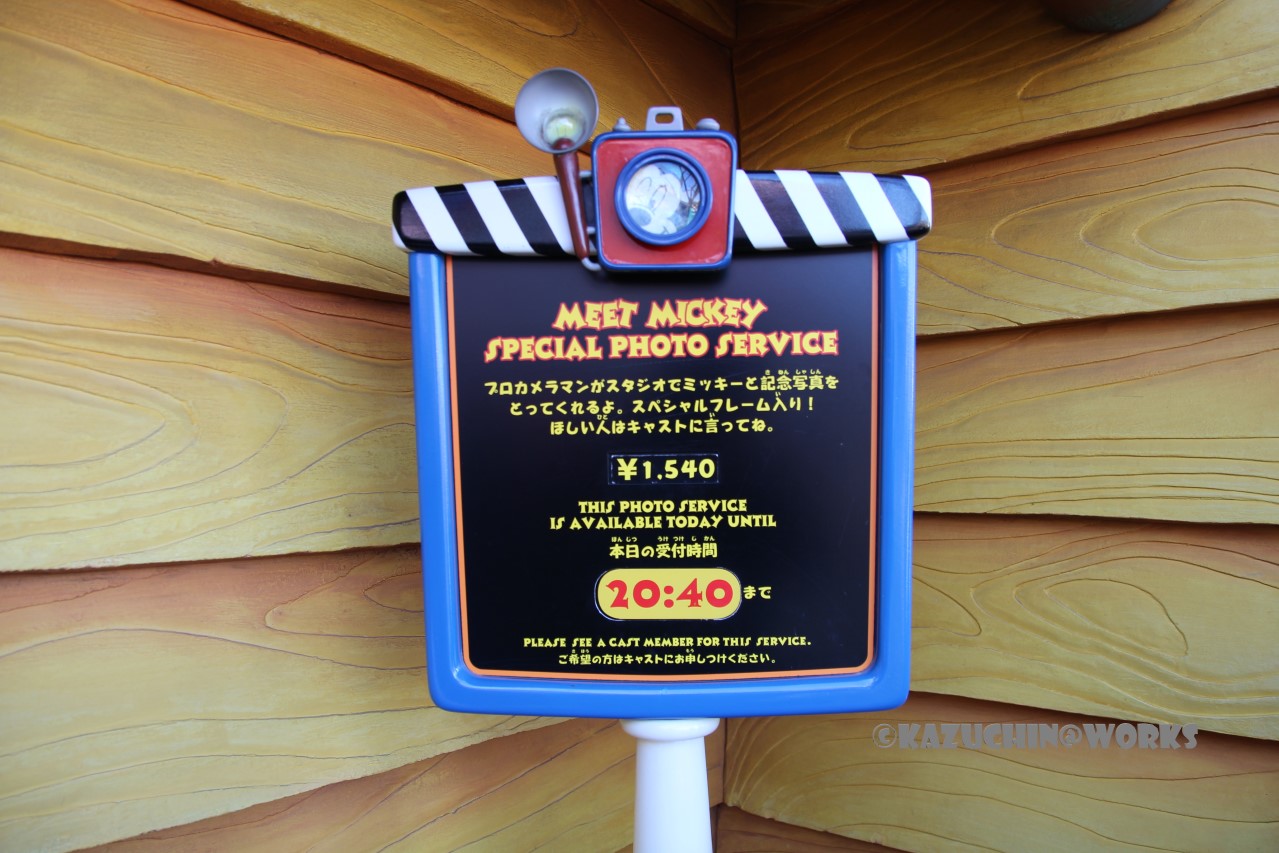 MEET MICKEY
SPECIAL PHOTO SERVICE
プロカメラマンがスタジオでミッキーと記念写真を
とってくれるよ。スペシャルフレーム入り！
ほしい人はキャストに言ってね。
¥1,540
THIS PHOTO SERVICE
IS AVAILABLE TODAY UNTIL
本日の受付時間
20:40まで
PLEASE SEE A CAST MEMBER FOR THIS SERVICE.
ご希望の方はキャストにお申しつけください。
©KAZUCHIN@WORKS